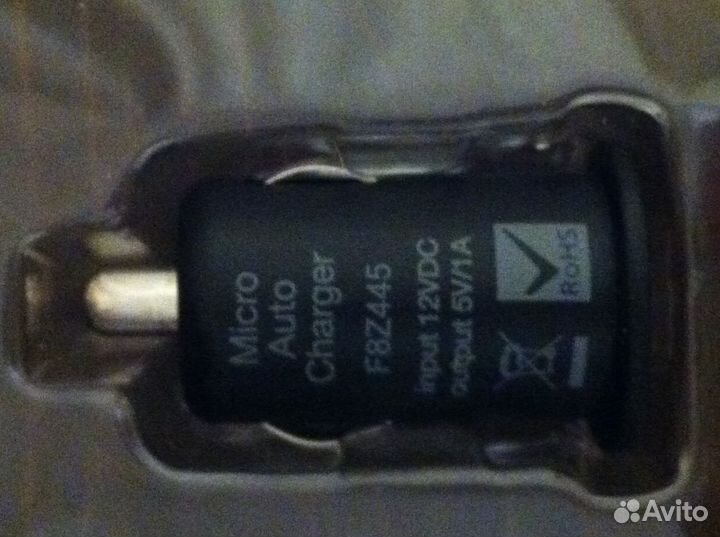 Micro
Auto
Charger
F8Z445
input 12VDC
output 5V/1A
RoHS
Avito